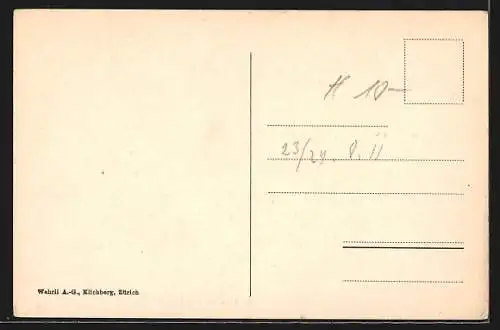 10—
23/24. 8. 11
Wehrli A.-G., Kilchberg, Zürich